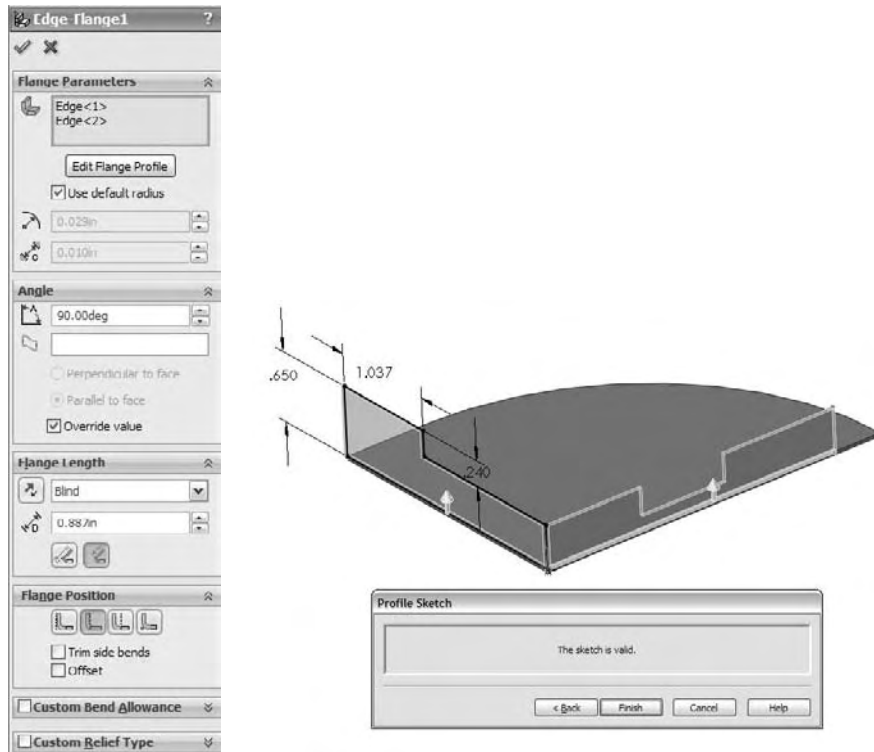 Edge-Flange1 ?
Flange Parameters
Edge<1>
Edge<2>
Edit Flange Profile
Use default radius
0.029in
0.010in
Angle
90.00deg
Perpendicular to face
Parallel to face
Override value
Flange Length
Blind
D
0.887in
Flange Position
Trim side bends
Offset
Custom Bend Allowance
Custom Relief Type
.650
1.037
.240
Profile Sketch
The sketch is valid.
< Back Finish Cancel Help